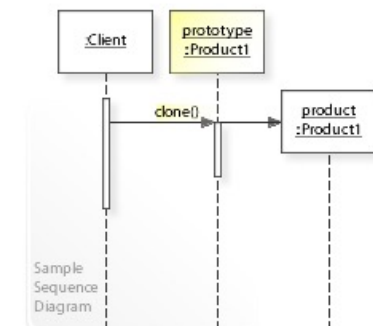 :Client
prototype
:Product1
clone()
product
:Product1
Sample
Sequence
Diagram